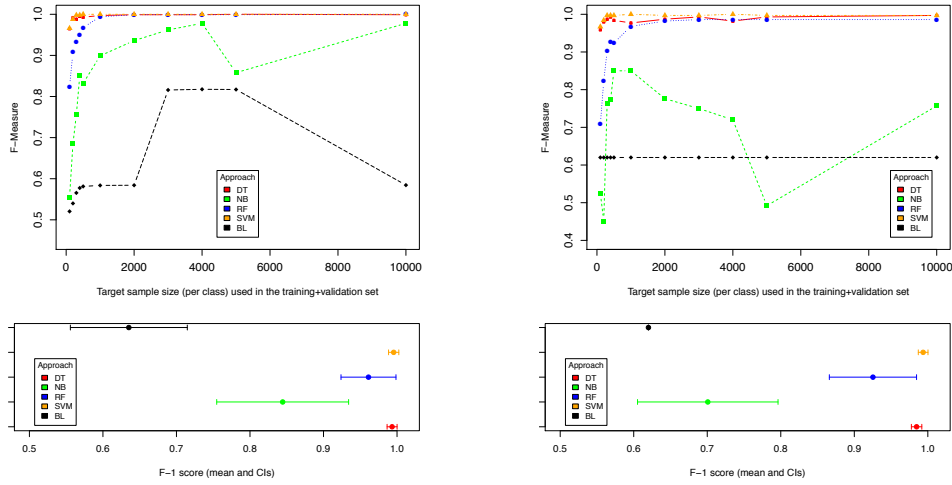 F−Measure
1.0
0.9
0.8
0.7
0.6
0.5
Approach
DT
NB
RF
SVM
BL
0 2000 4000 6000 8000 10000
Target sample size (per class) used in the training+validation set
F−Measure
1.0
0.9
0.8
0.7
0.6
0.5
0.4
Approach
DT
NB
RF
SVM
BL
0 2000 4000 6000 8000 10000
Target sample size (per class) used in the training+validation set
Approach
DT
NB
RF
SVM
BL
0.5 0.6 0.7 0.8 0.9 1.0
F−1 score (mean and CIs)
Approach
DT
NB
RF
SVM
BL
0.5 0.6 0.7 0.8 0.9 1.0
F−1 score (mean and CIs)